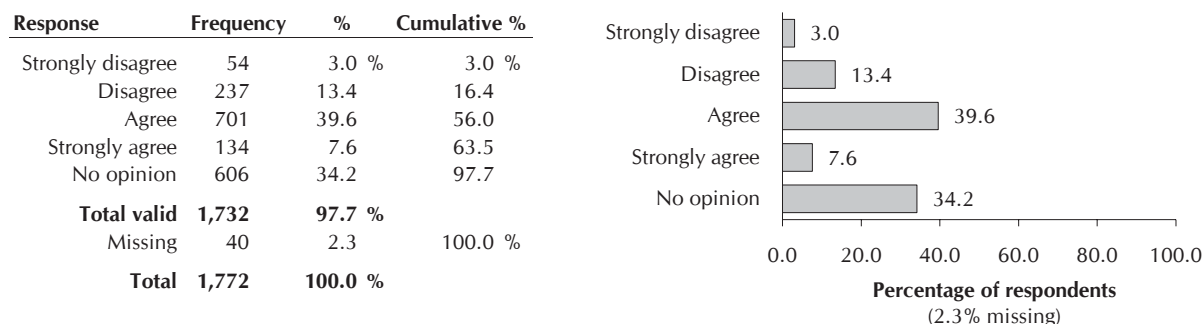 Response Frequency % Cumulative %
Strongly disagree 54 3.0 % 3.0 %
Disagree 237 13.4 16.4
Agree 701 39.6 56.0
Strongly agree 134 7.6 63.5
No opinion 606 34.2 97.7
Total valid 1,732 97.7 %
Missing 40 2.3 100.0 %
Total 1,772 100.0 %
Strongly disagree 3.0
Disagree 13.4
Agree 39.6
Strongly agree 7.6
No opinion 34.2
0.0 20.0 40.0 60.0 80.0 100.0
Percentage of respondents
(2.3% missing)